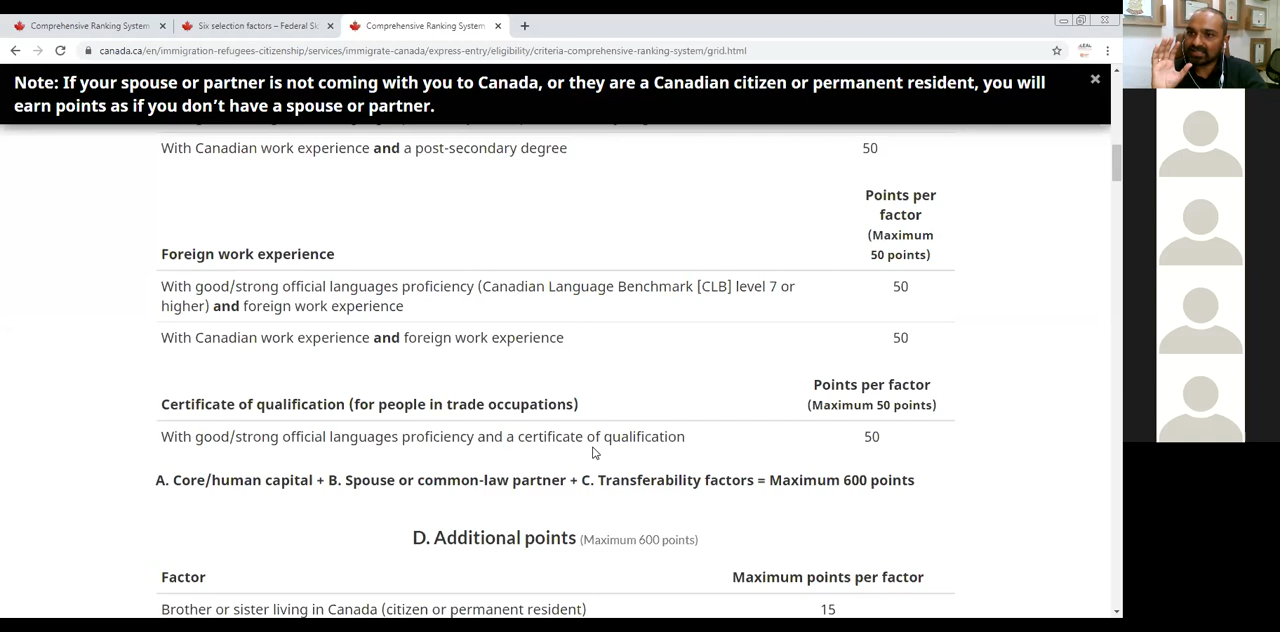 Comprehensive Ranking System
Six selection factors – Federal Sk
Comprehensive Ranking System
canada.ca/en/immigration-refugees-citizenship/services/immigrate-canada/express-entry/eligibility/criteria-comprehensive-ranking-system/grid.html
Note: If your spouse or partner is not coming with you to Canada, or they are a Canadian citizen or permanent resident, you will
earn points as if you don’t have a spouse or partner.
With Canadian work experience and a post-secondary degree 50
Points per
factor
(Maximum
Foreign work experience 50 points)
With good/strong official languages proficiency (Canadian Language Benchmark [CLB] level 7 or 50
higher) and foreign work experience
With Canadian work experience and foreign work experience 50
Points per factor
Certificate of qualification (for people in trade occupations) (Maximum 50 points)
With good/strong official languages proficiency and a certificate of qualification 50
A. Core/human capital + B. Spouse or common-law partner + C. Transferability factors = Maximum 600 points
D. Additional points (Maximum 600 points)
Factor Maximum points per factor
Brother or sister living in Canada (citizen or permanent resident) 15